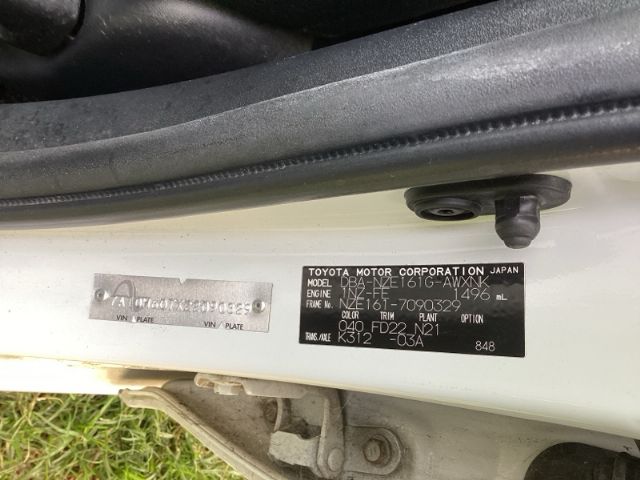 TOYOTA MOTOR CORPORATION JAPAN
MODEL DBA-NZE161G-AWXNK
ENGINE 1NZ-FE 1496 mL
FRAME No. NZE161-7090329
COLOR TRIM PLANT OPTION
040 FD22 N21
TRANS./AXLE K312 -03A
848
VIN PLATE VIN PLATE